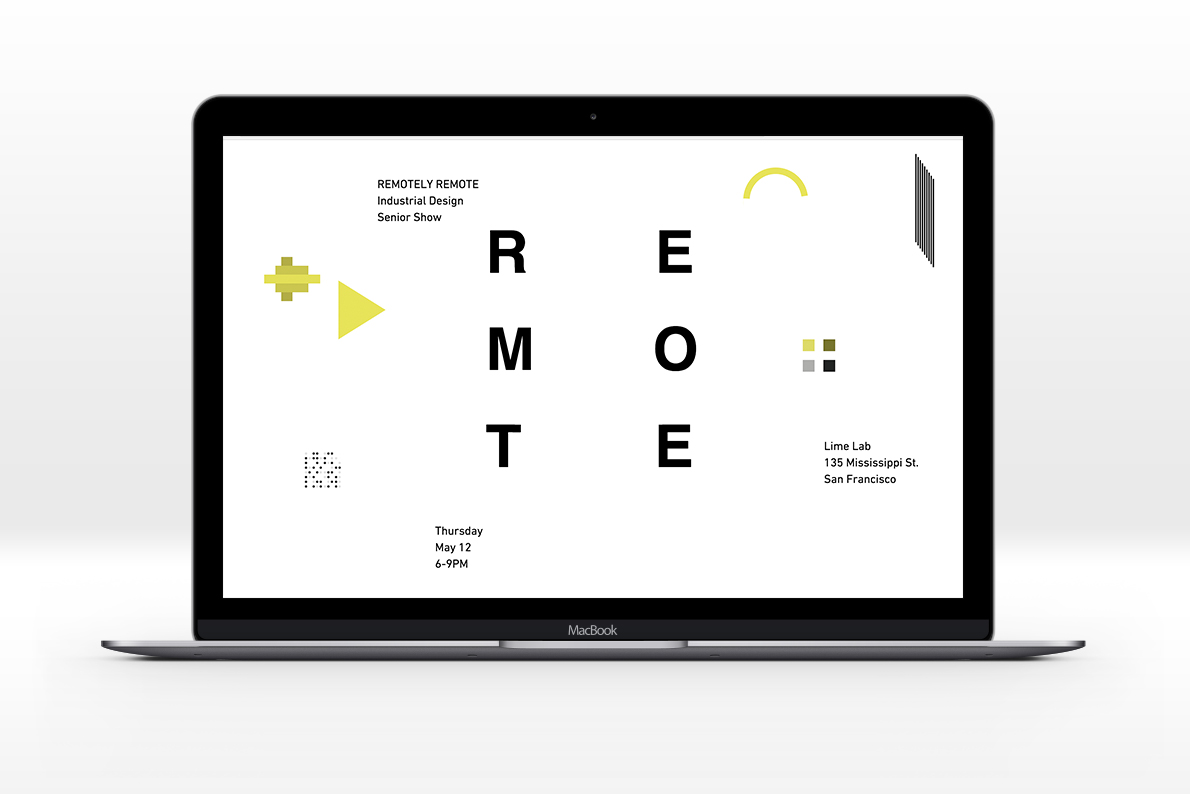 REMOTELY REMOTE
Industrial Design
Senior Show
R E
M O
T E
Lime Lab
135 Mississippi St.
San Francisco
Thursday
May 12
6-9PM
MacBook